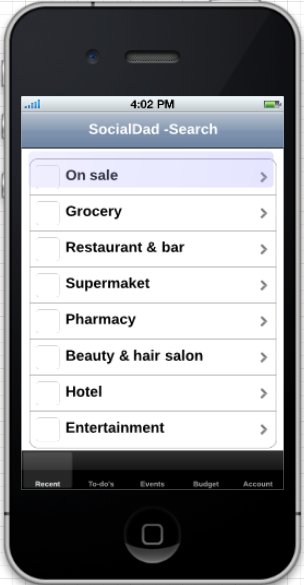 4:02 PM
SocialDad -Search
On sale
Grocery
Restaurant & bar
Supermaket
Pharmacy
Beauty & hair salon
Hotel
Entertainment
Recent To-do's Events Budget Account